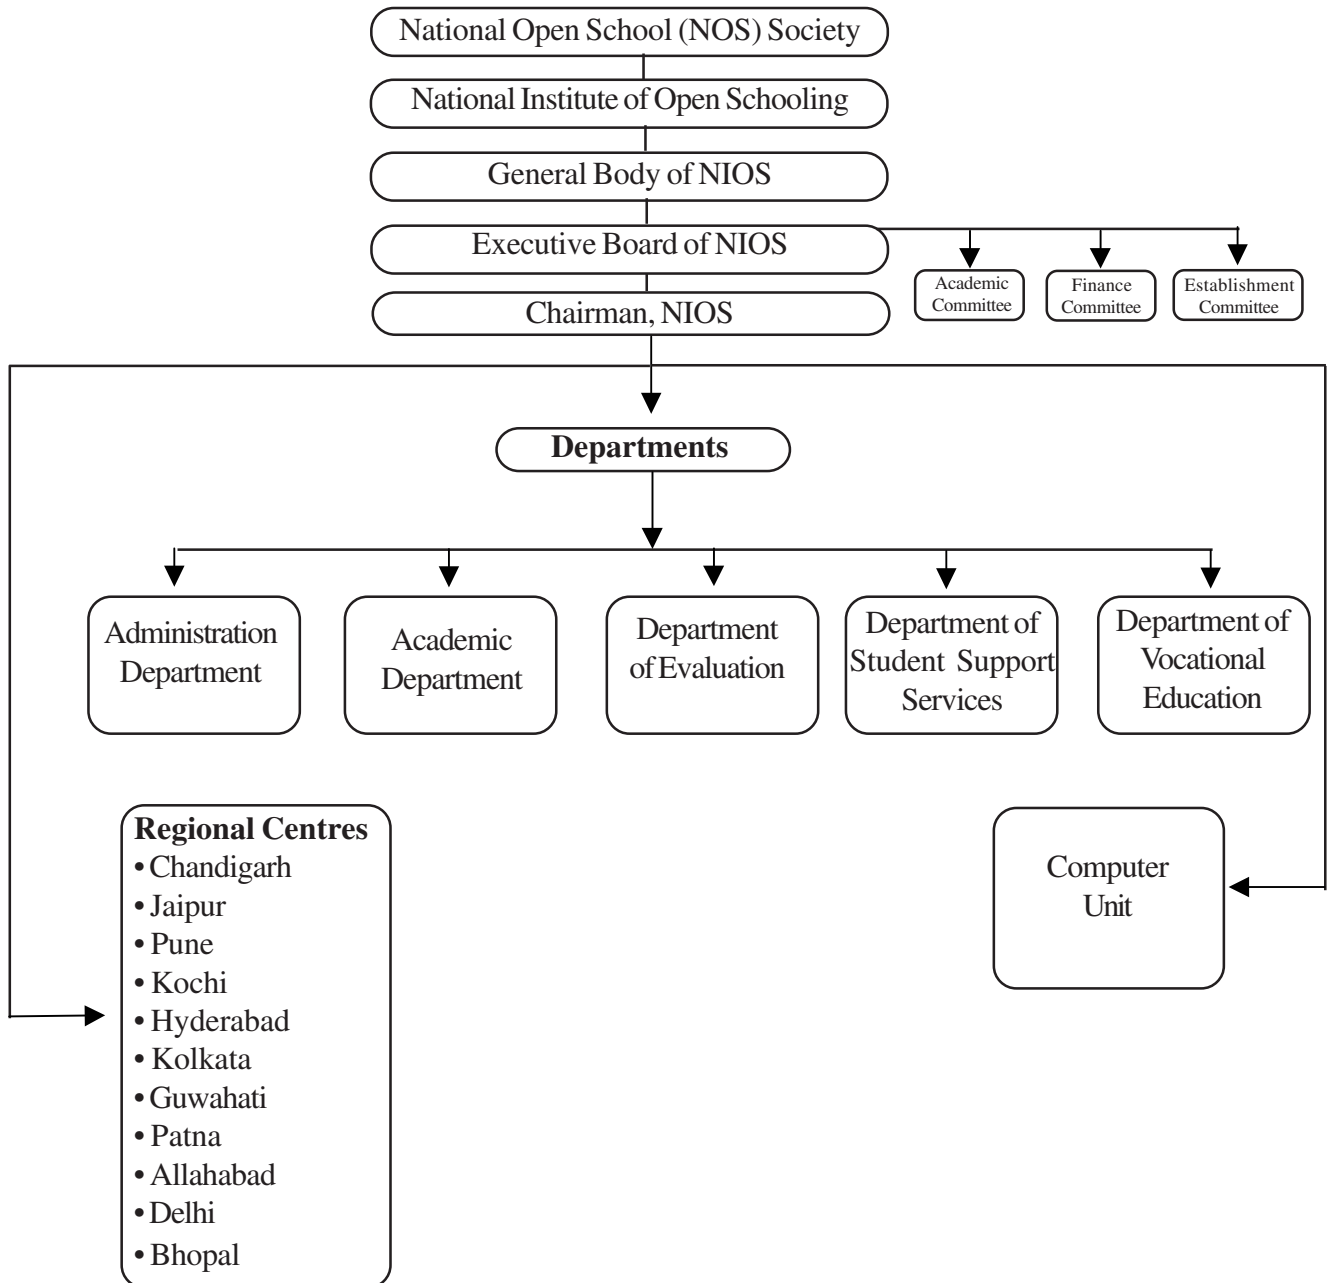 National Open School (NOS) Society
National Institute of Open Schooling
General Body of NIOS
Executive Board of NIOS
Academic
Committee
Finance
Committee
Establishment
Committee
Chairman, NIOS
Departments
Administration
Department
Academic
Department
Department
of Evaluation
Department of
Student Support
Services
Department of
Vocational
Education
Regional Centres
• Chandigarh
• Jaipur
• Pune
• Kochi
• Hyderabad
• Kolkata
• Guwahati
• Patna
• Allahabad
• Delhi
• Bhopal
Computer
Unit